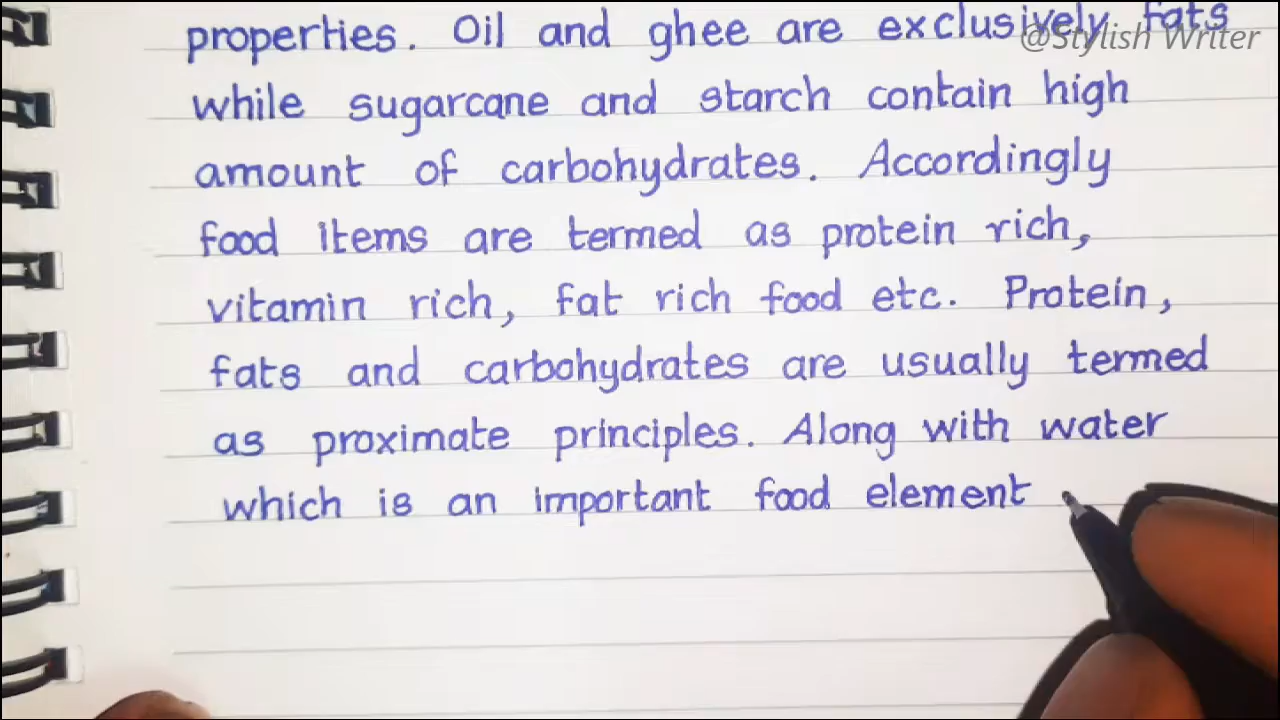 properties. Oil and ghee are exclusively fats
@Stylish Writer
while sugarcane and starch contain high
amount of carbohydrates. Accordingly
food items are termed as protein rich,
vitamin rich, fat rich food etc. Protein,
fats and carbohydrates are usually termed
as proximate principles. Along with water
which is an important food element